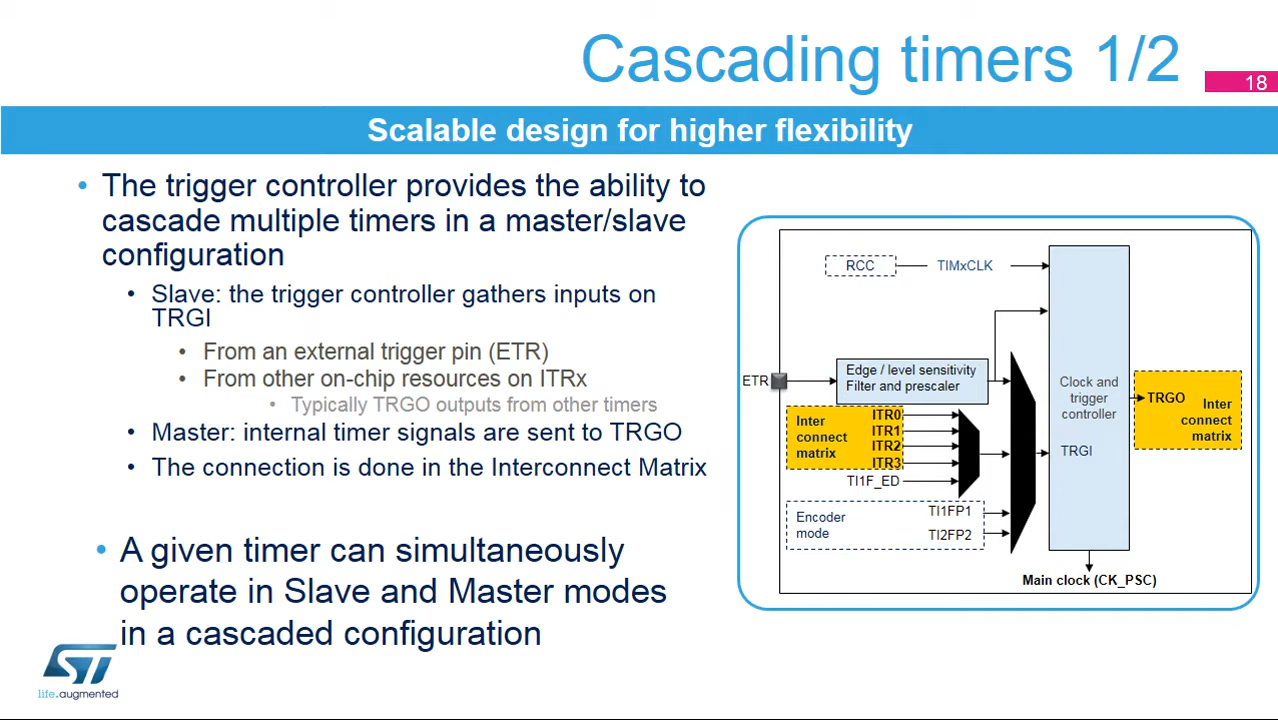 Cascading timers 1/2
18
Scalable design for higher flexibility
• The trigger controller provides the ability to
cascade multiple timers in a master/slave
configuration
• Slave: the trigger controller gathers inputs on
TRGI
• From an external trigger pin (ETR)
• From other on-chip resources on ITRx
• Typically TRGO outputs from other timers
• Master: internal timer signals are sent to TRGO
• The connection is done in the Interconnect Matrix
• A given timer can simultaneously
operate in Slave and Master modes
in a cascaded configuration
RCC
TIMxCLK
ETR
Edge / level sensitivity
Filter and prescaler
Inter
connect
matrix
ITR0
ITR1
ITR2
ITR3
TI1F_ED
Encoder
mode
TI1FP1
TI2FP2
Clock and
trigger
controller
TRGI
TRGO
Inter
connect
matrix
Main clock (CK_PSC)
ST
life.augmented